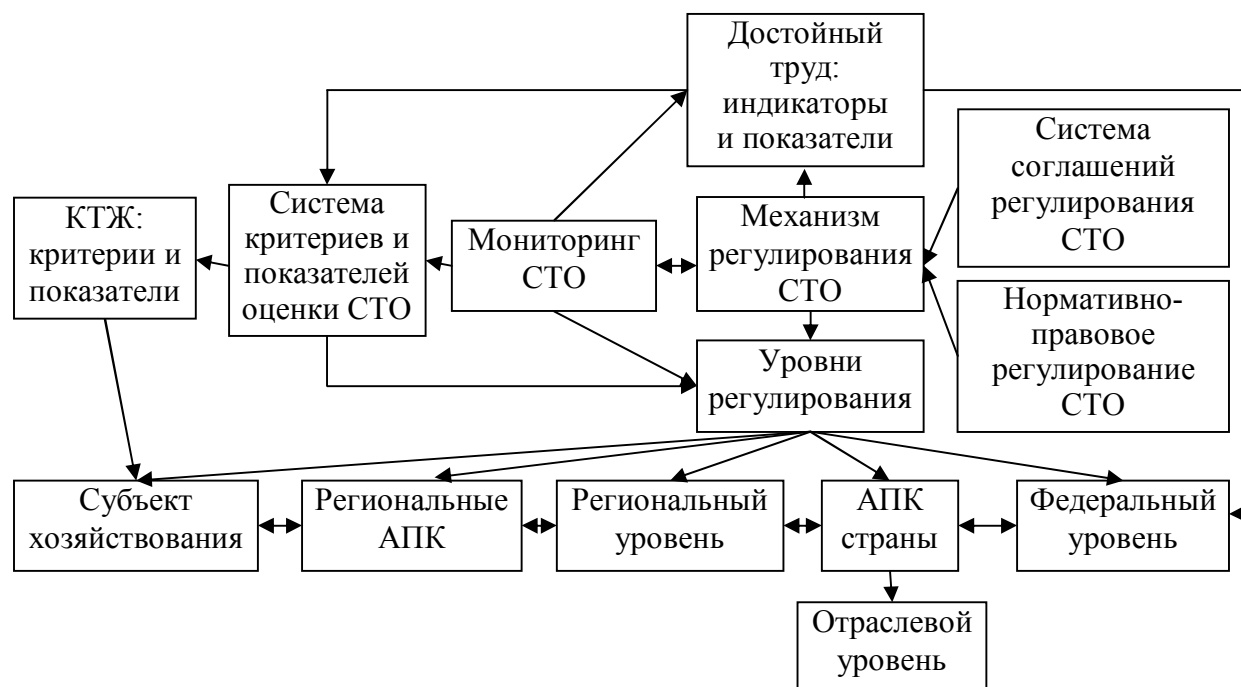 Достойный
труд:
индикаторы
и показатели
Система
соглашений
регулирования
СТО
КТЖ:
критерии и
показатели
Система
критериев и
показателей
оценки СТО
Мониторинг
СТО
Механизм
регулирования
СТО
Нормативно-
правовое
регулирование
СТО
Уровни
регулирования
Субъект
хозяйствования
Региональные
АПК
Региональный
уровень
АПК
страны
Федеральный
уровень
Отраслевой
уровень